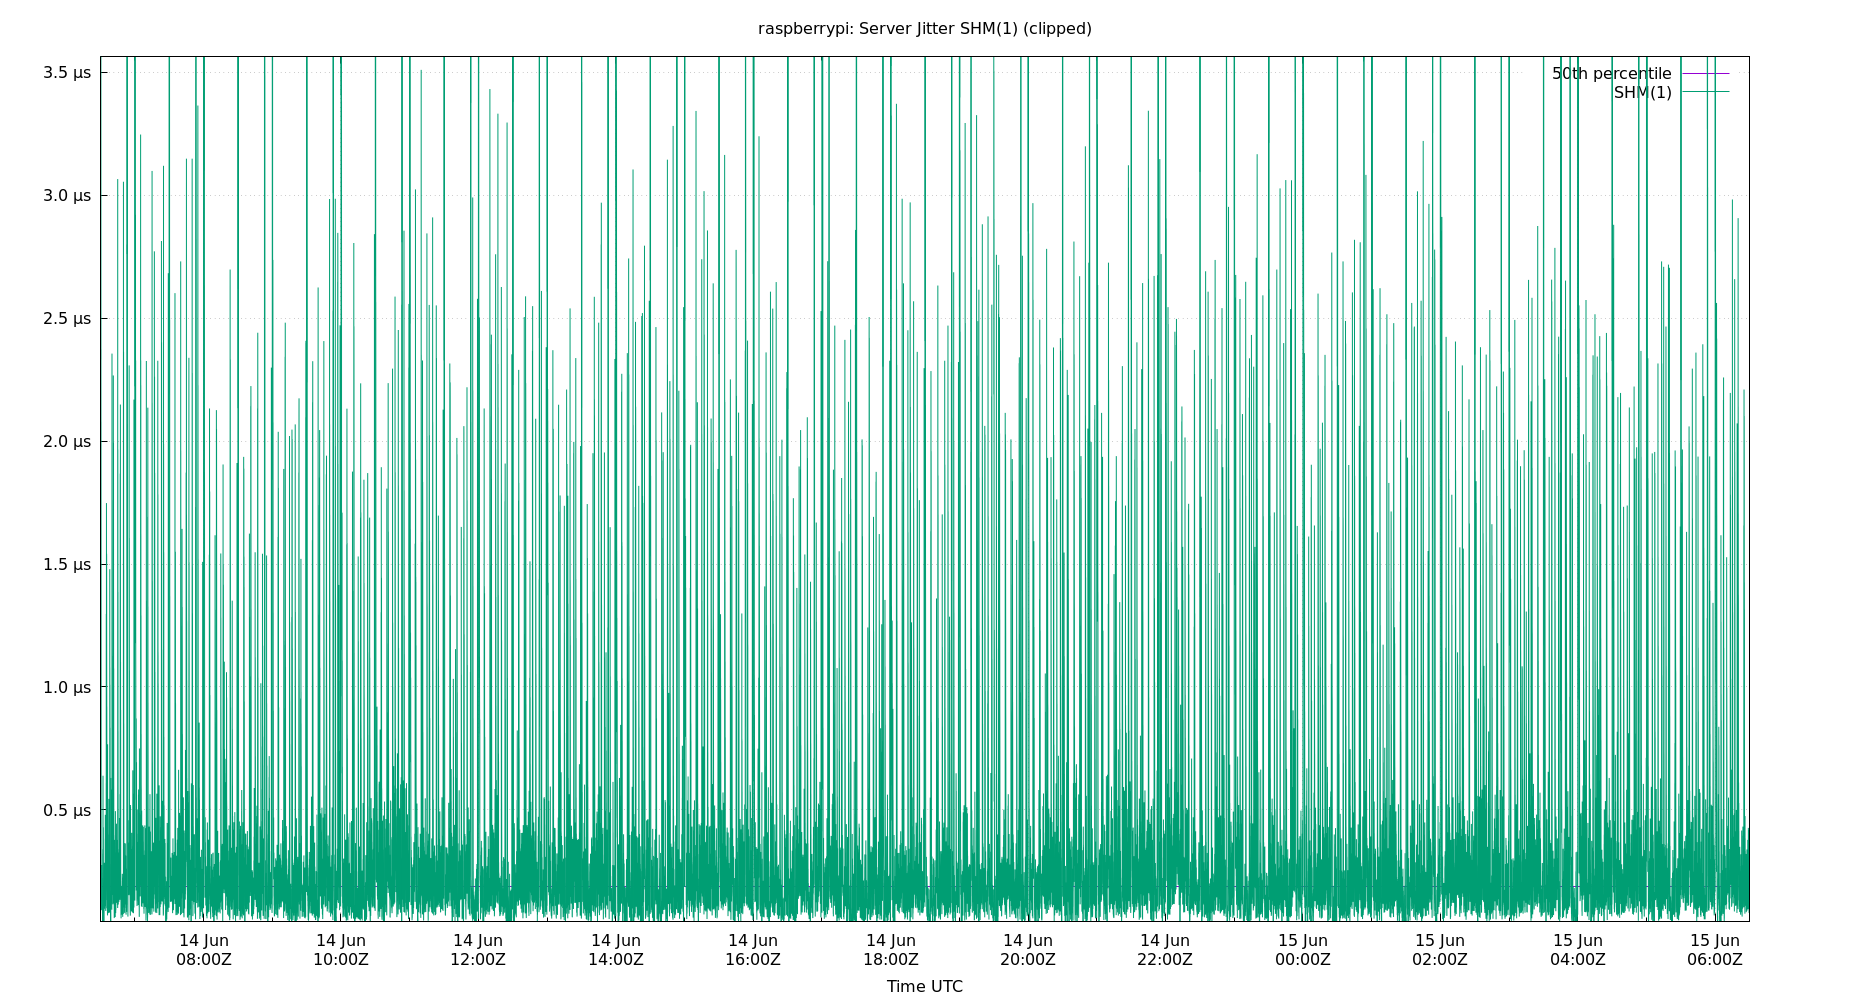 raspberrypi: Server Jitter SHM(1) (clipped)
3.5 µs
3.0 µs
2.5 µs
2.0 µs
1.5 µs
1.0 µs
0.5 µs
50th percentile
SHM(1)
14 Jun 14 Jun 14 Jun 14 Jun 14 Jun 14 Jun 14 Jun 14 Jun 15 Jun 15 Jun 15 Jun 15 Jun
08:00Z 10:00Z 12:00Z 14:00Z 16:00Z 18:00Z 20:00Z 22:00Z 00:00Z 02:00Z 04:00Z 06:00Z
Time UTC